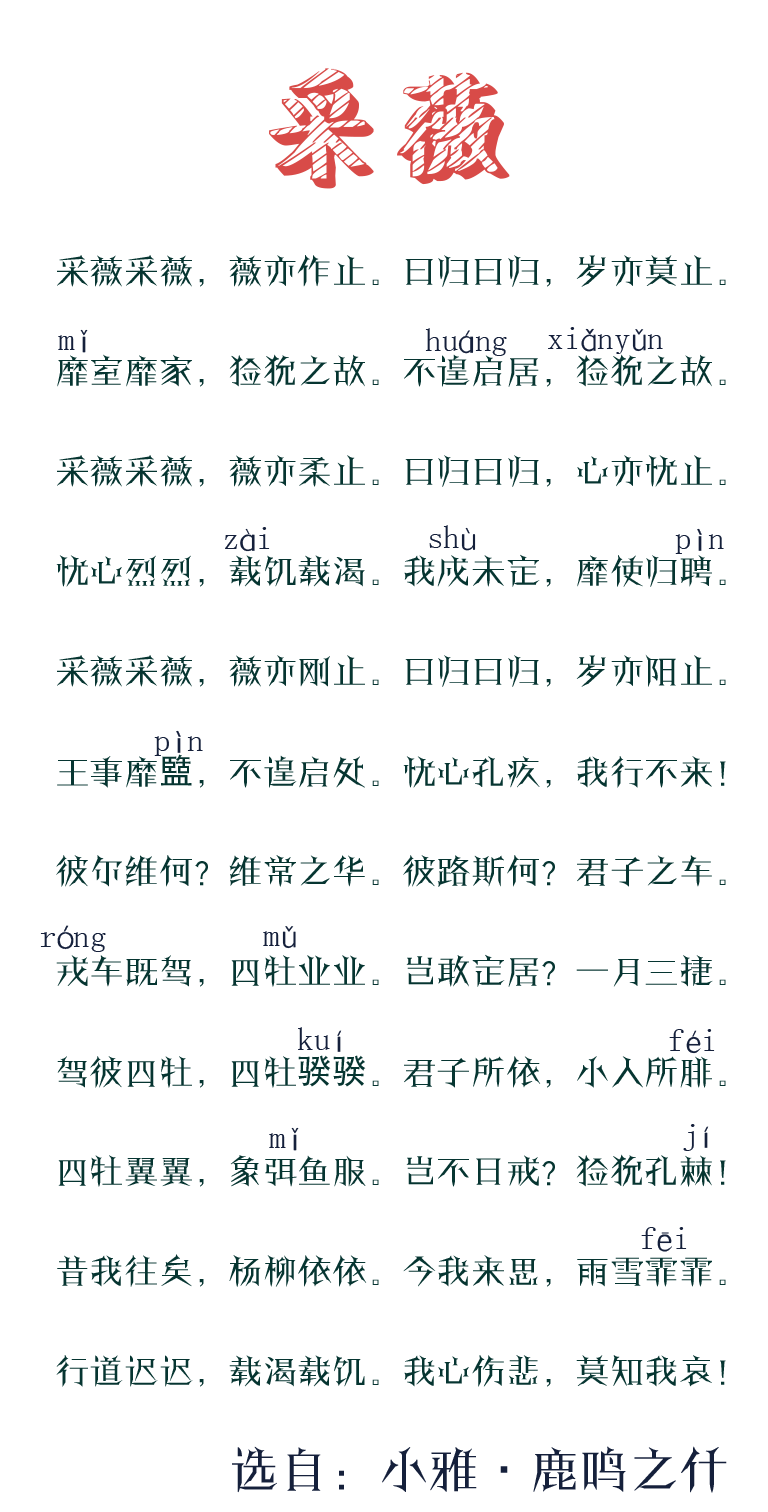 采薇
采薇采薇，薇亦作止。曰归曰归，岁亦莫止。
mǐ huáng xiǎnyǔn
靡室靡家，猃狁之故。不遑启居，猃狁之故。
采薇采薇，薇亦柔止。曰归曰归，心亦忧止。
zài shù pìn
忧心烈烈，载饥载渴。我戍未定，靡使归聘。
采薇采薇，薇亦刚止。曰归曰归，岁亦阳止。
pìn
王事靡盬，不遑启处。忧心孔疚，我行不来！
彼尔维何？维常之华。彼路斯何？君子之车。
róng mǔ
戎车既驾，四牡业业。岂敢定居？一月三捷。
kuí féi
驾彼四牡，四牡骙骙。君子所依，小人所腓。
mǐ jí
四牡翼翼，象弭鱼服。岂不日戒？猃狁孔棘！
fēi
昔我往矣，杨柳依依。今我来思，雨雪霏霏。
行道迟迟，载渴载饥。我心伤悲，莫知我哀！
选自：小雅·鹿鸣之仟